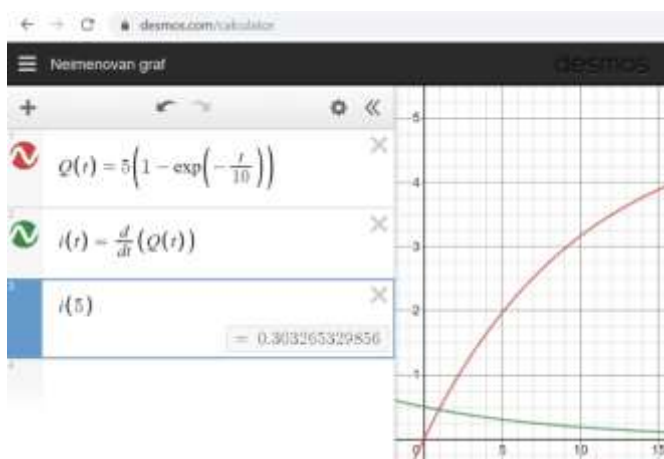 desmos.com/calculator
Neimenovan graf
desmos
Q(t) = 5(1 − exp(−t/10))
i(t) = d/dt (Q(t))
i(5)
= 0.303265329856
5
4
3
2
1
0
5
10
15